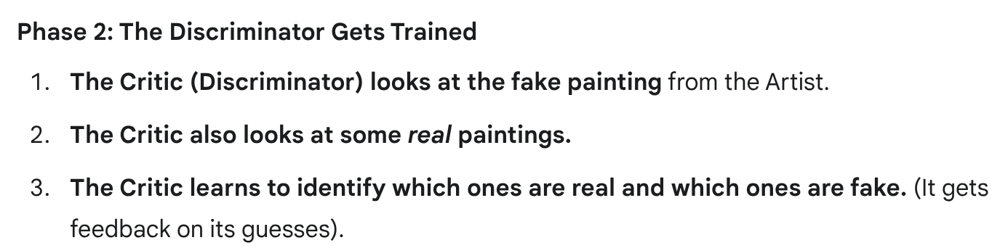 Phase 2: The Discriminator Gets Trained
1. The Critic (Discriminator) looks at the fake painting from the Artist.
2. The Critic also looks at some real paintings.
3. The Critic learns to identify which ones are real and which ones are fake. (It gets
feedback on its guesses).